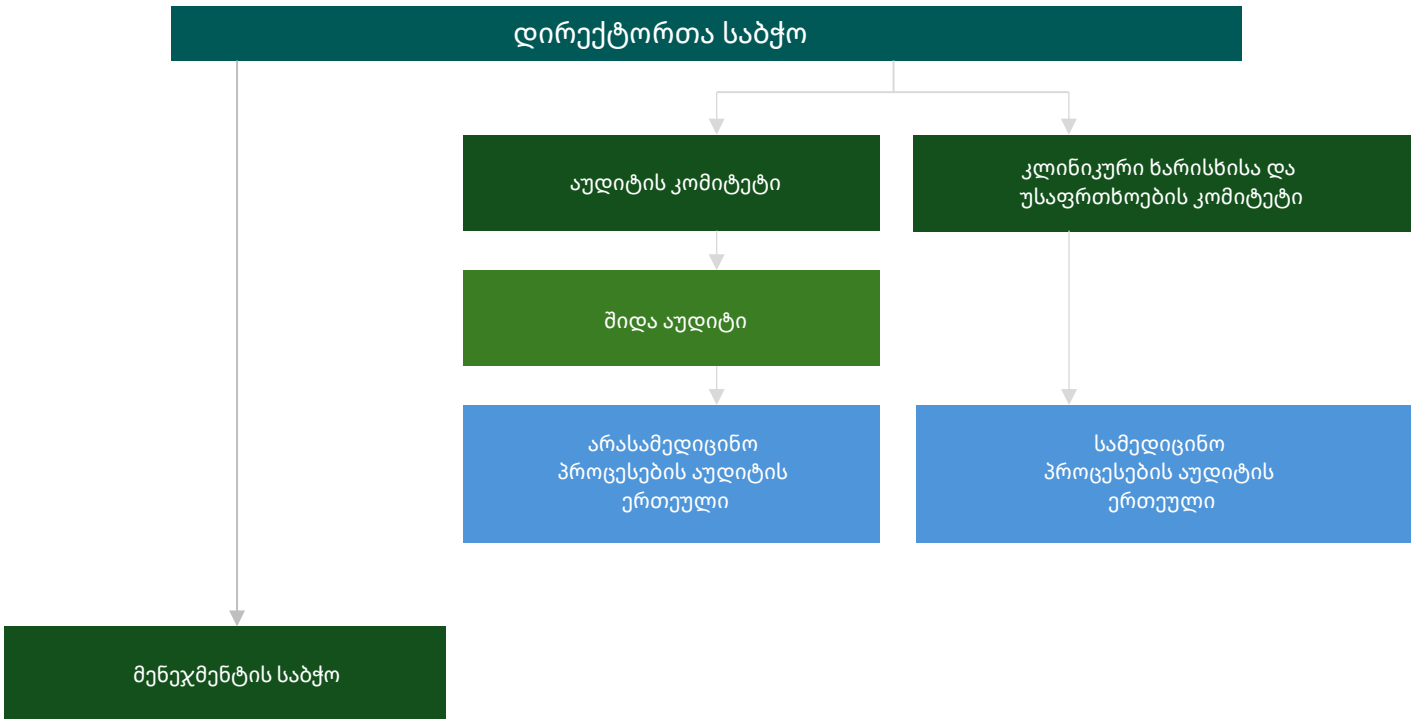 დირექტორთა საბჭო
აუდიტის კომიტეტი
კლინიკური ხარისხისა და
უსაფრთხოების კომიტეტი
შიდა აუდიტი
არასამედიცინო
პროცესების აუდიტის
ერთეული
სამედიცინო
პროცესების აუდიტის
ერთეული
მენეჯმენტის საბჭო